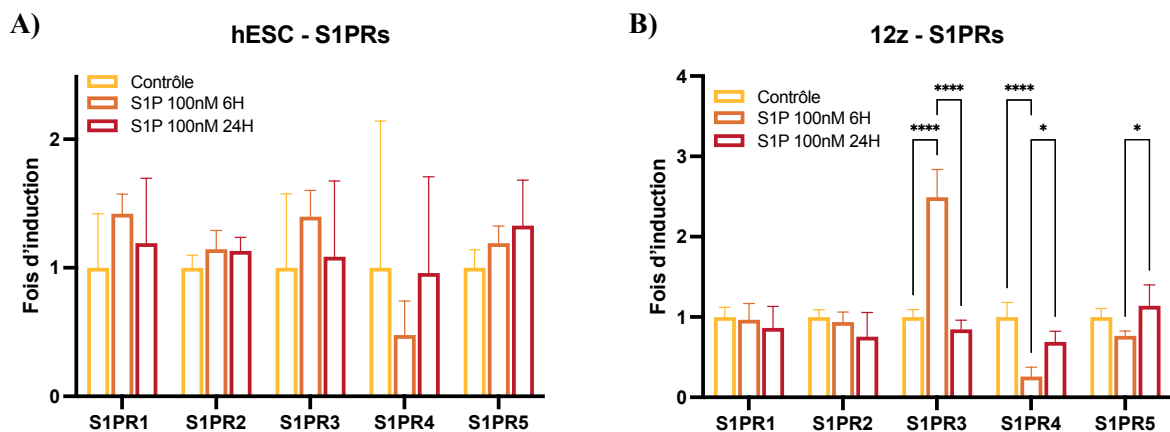 A)
hESC - S1PRs
Fois d'induction
2
1
0
Contrôle
S1P 100nM 6H
S1P 100nM 24H
S1PR1 S1PR2 S1PR3 S1PR4 S1PR5
B)
12z - S1PRs
Fois d'induction
4
3
2
1
0
Contrôle
S1P 100nM 6H
S1P 100nM 24H
**** ****
**** * *
S1PR1 S1PR2 S1PR3 S1PR4 S1PR5